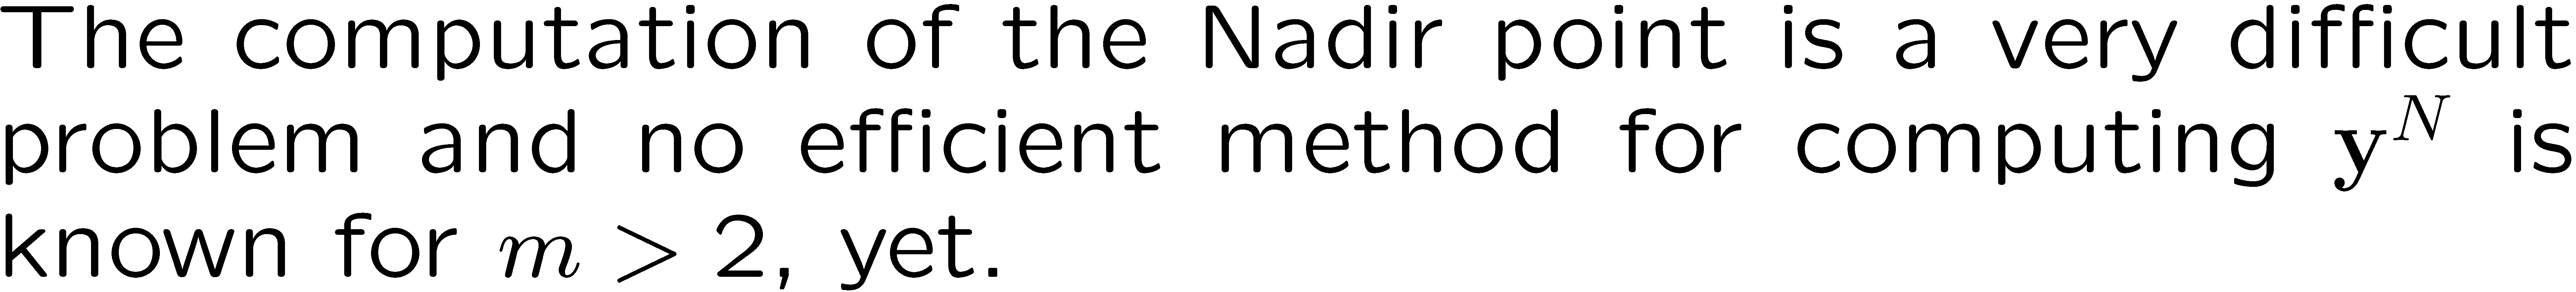 The computation of the Nadir point is a very difficult
problem and no efficient method for computing $\mathbf{y}^N$ is
known for $m > 2$, yet.